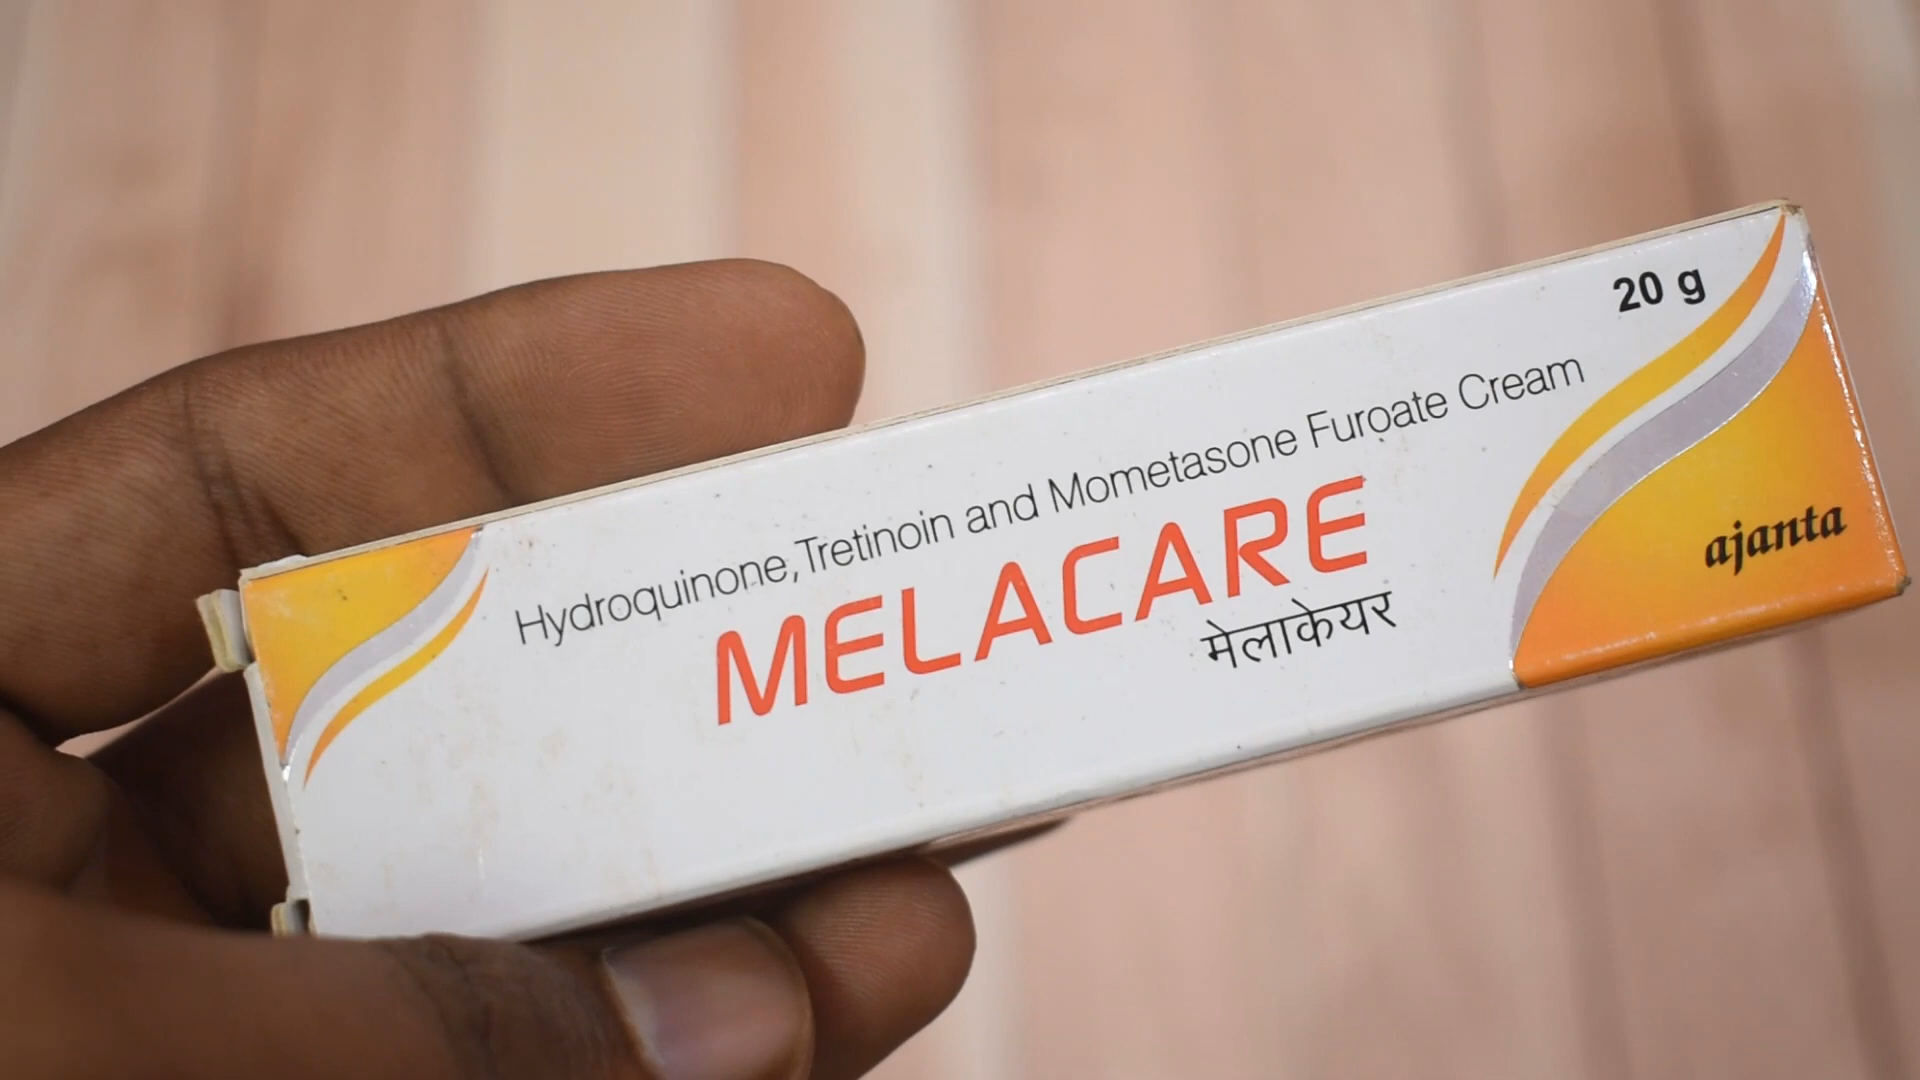 20 g
Hydroquinone, Tretinoin and Mometasone Furoate Cream
MELACARE
मेलाकेयर
ajanta